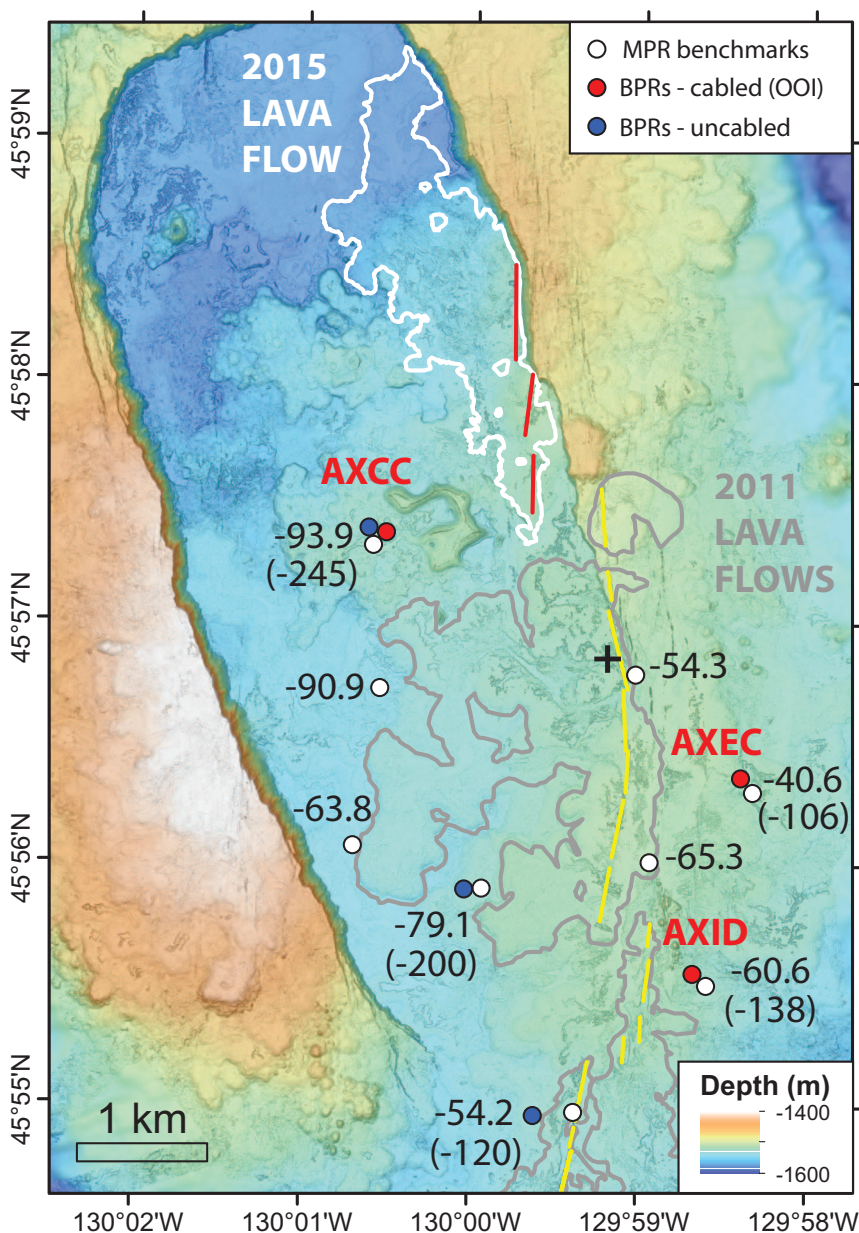 2015
LAVA
FLOW
MPR benchmarks
BPRs - cabled (OOI)
BPRs - uncabled
45°59'N
45°58'N
AXCC
-93.9
(-245)
2011
LAVA
FLOWS
45°57'N
-54.3
-90.9
AXEC
-40.6
(-106)
-63.8
45°56'N
-65.3
-79.1
(-200)
AXID
-60.6
(-138)
45°55'N
-54.2
(-120)
1 km
Depth (m)
-1400
-1600
130°02'W
130°01'W
130°00'W
129°59'W
129°58'W